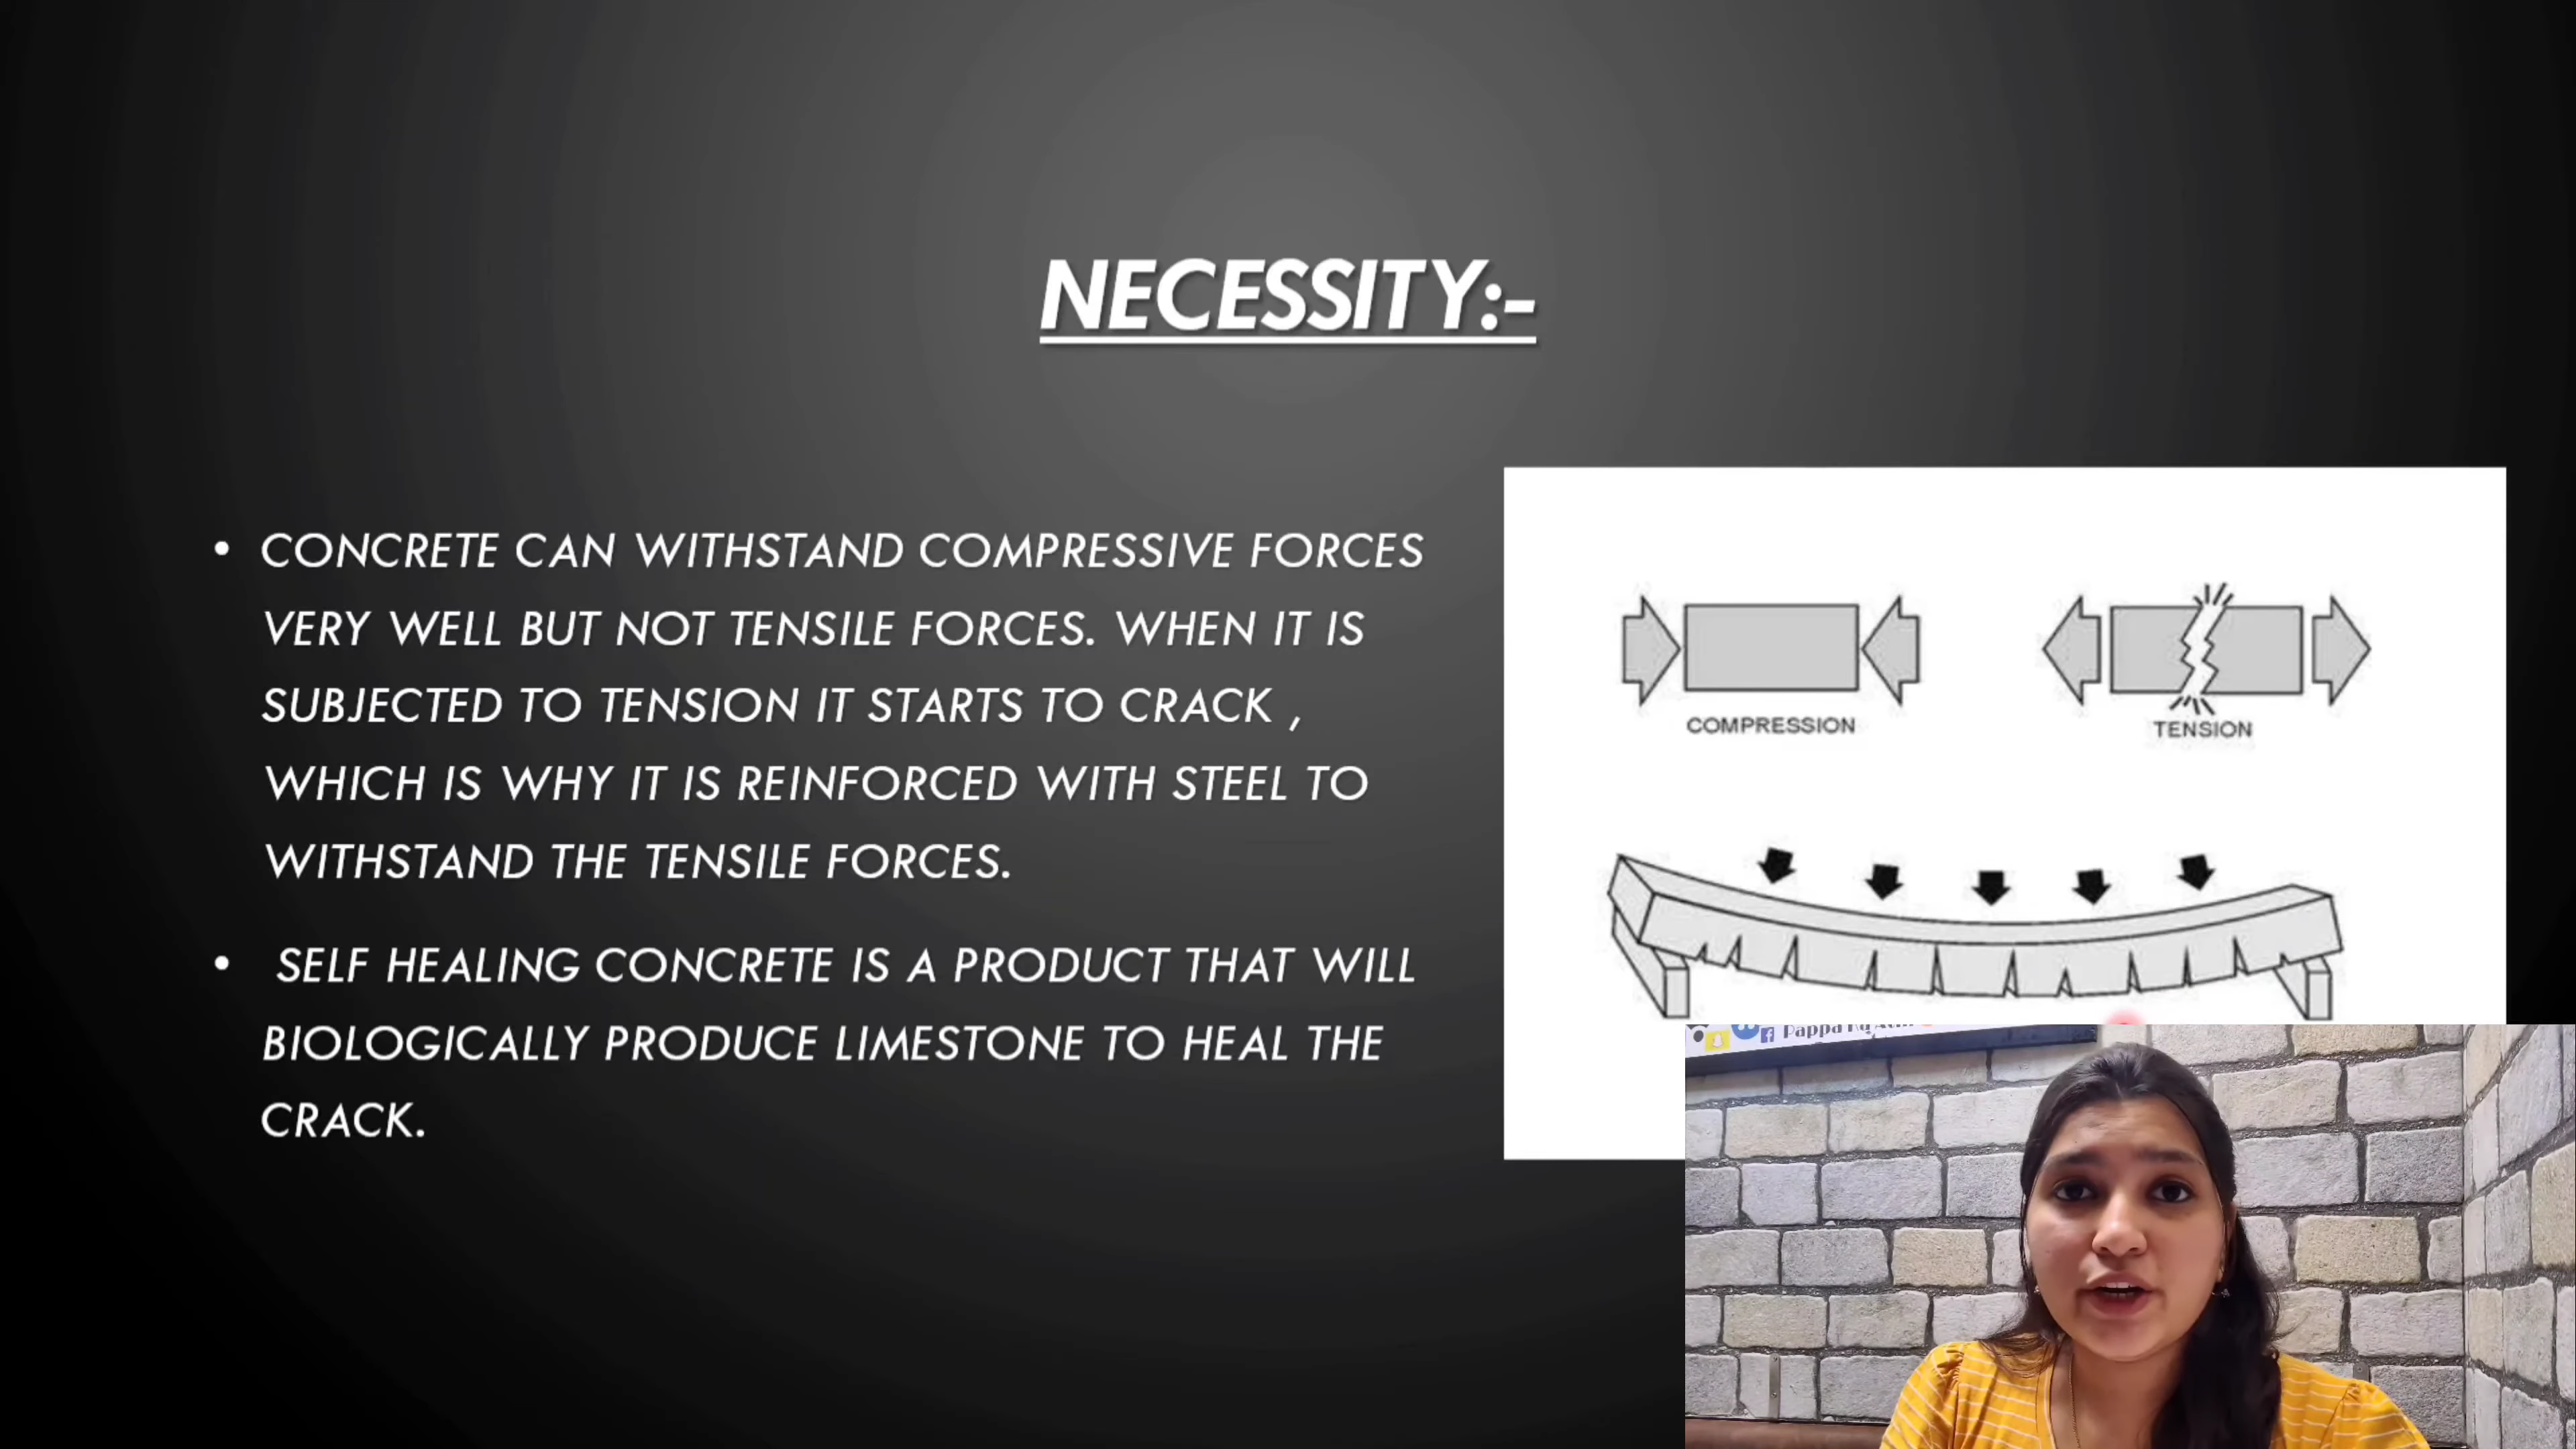 NECESSITY:-
• CONCRETE CAN WITHSTAND COMPRESSIVE FORCES
VERY WELL BUT NOT TENSILE FORCES. WHEN IT IS
SUBJECTED TO TENSION IT STARTS TO CRACK ,
WHICH IS WHY IT IS REINFORCED WITH STEEL TO
WITHSTAND THE TENSILE FORCES.
• SELF HEALING CONCRETE IS A PRODUCT THAT WILL
BIOLOGICALLY PRODUCE LIMESTONE TO HEAL THE
CRACK.
COMPRESSION
TENSION
Pappa